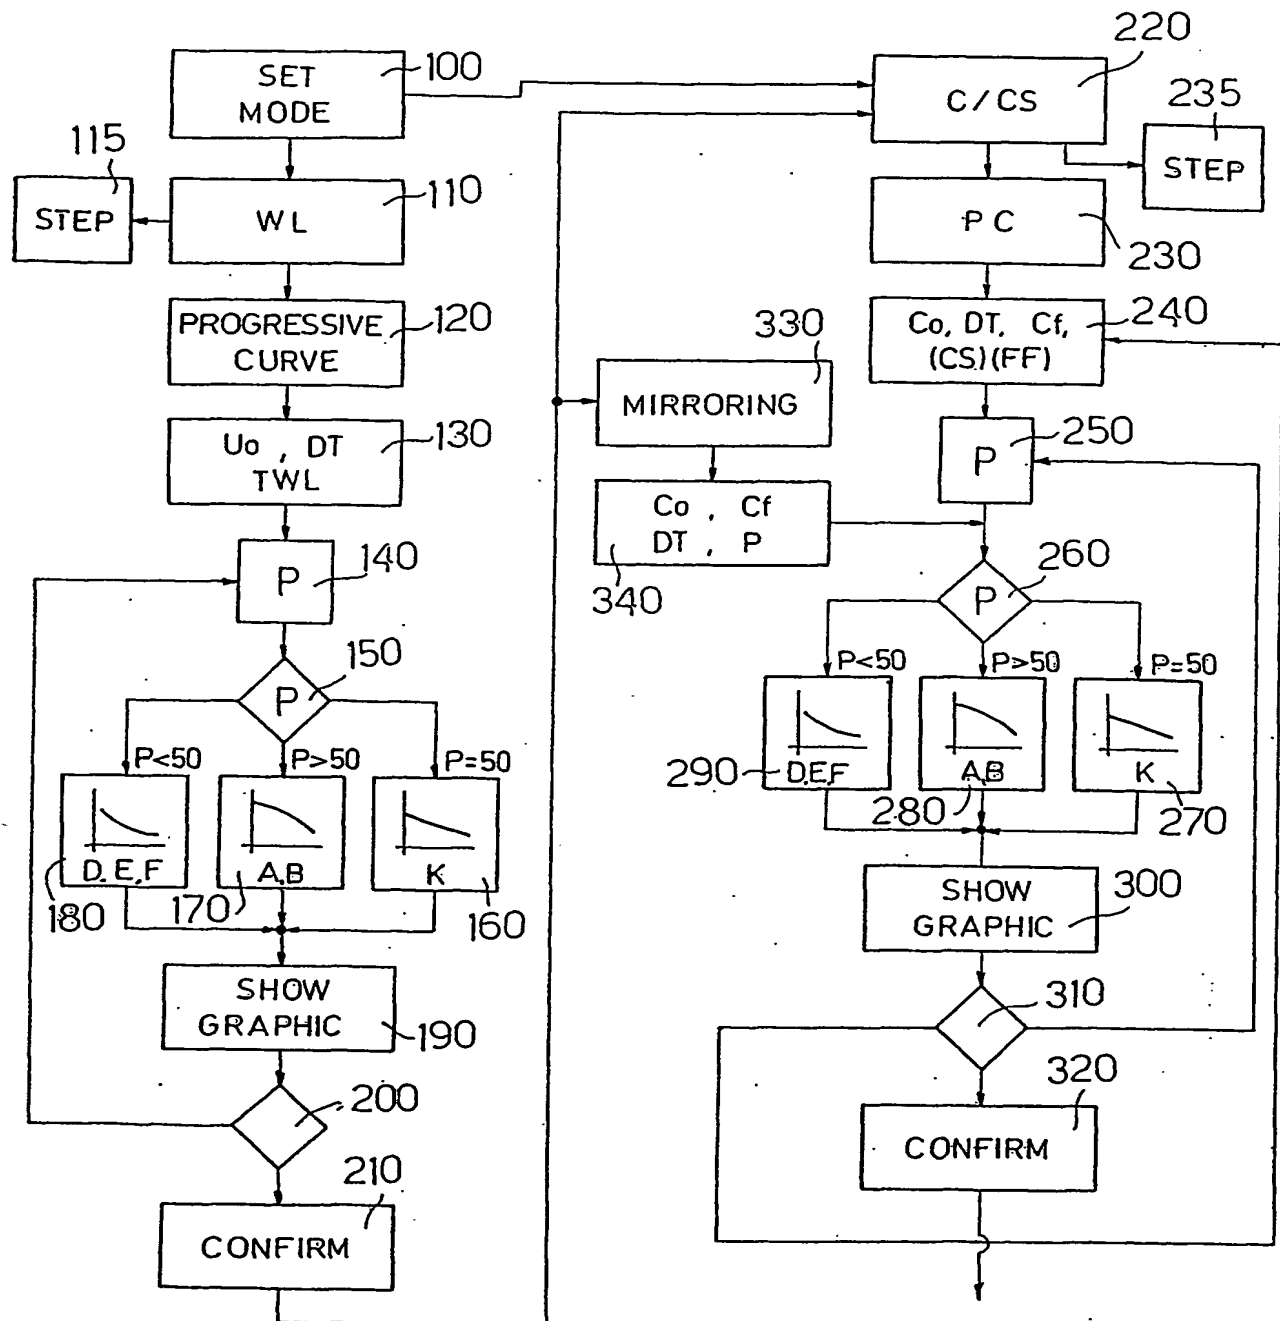 SET
MODE
100
115
STEP
WL
110
PROGRESSIVE
CURVE
120
Uo , DT
TWL
130
P
140
P
150
P<50
P>50
P=50
D.E,F
A,B
K
180
170
160
SHOW
GRAPHIC
190
200
210
CONFIRM
220
C/CS
235
STEP
PC
230
Co, DT, Cf,
(CS)(FF)
240
330
MIRRORING
Co , Cf
DT , P
340
P
250
P
260
P<50
P>50
P=50
D.E,F
A,B
K
290
280
270
SHOW
GRAPHIC
300
310
320
CONFIRM